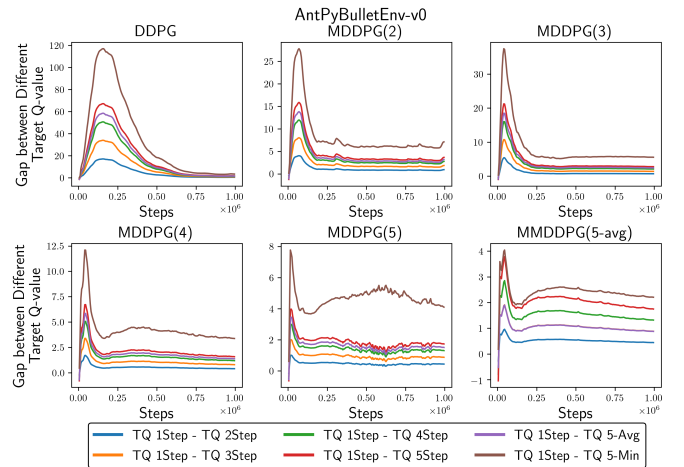 AntPyBulletEnv-v0
DDPG
MDDPG(2)
MDDPG(3)
Gap between Different
Target Q-value
120
100
80
60
40
20
0
0.00 0.25 0.50 0.75 1.00
Steps
×10⁶
25
20
15
10
5
0
0.00 0.25 0.50 0.75 1.00
Steps
×10⁶
30
20
10
0
0.00 0.25 0.50 0.75 1.00
Steps
×10⁶
MDDPG(4)
MDDPG(5)
MMDDPG(5-avg)
Gap between Different
Target Q-value
12.5
10.0
7.5
5.0
2.5
0.0
0.00 0.25 0.50 0.75 1.00
Steps
×10⁶
8
6
4
2
0
0.00 0.25 0.50 0.75 1.00
Steps
×10⁶
4
3
2
1
0
−1
0.00 0.25 0.50 0.75 1.00
Steps
×10⁶
TQ 1Step - TQ 2Step
TQ 1Step - TQ 3Step
TQ 1Step - TQ 4Step
TQ 1Step - TQ 5Step
TQ 1Step - TQ 5-Avg
TQ 1Step - TQ 5-Min